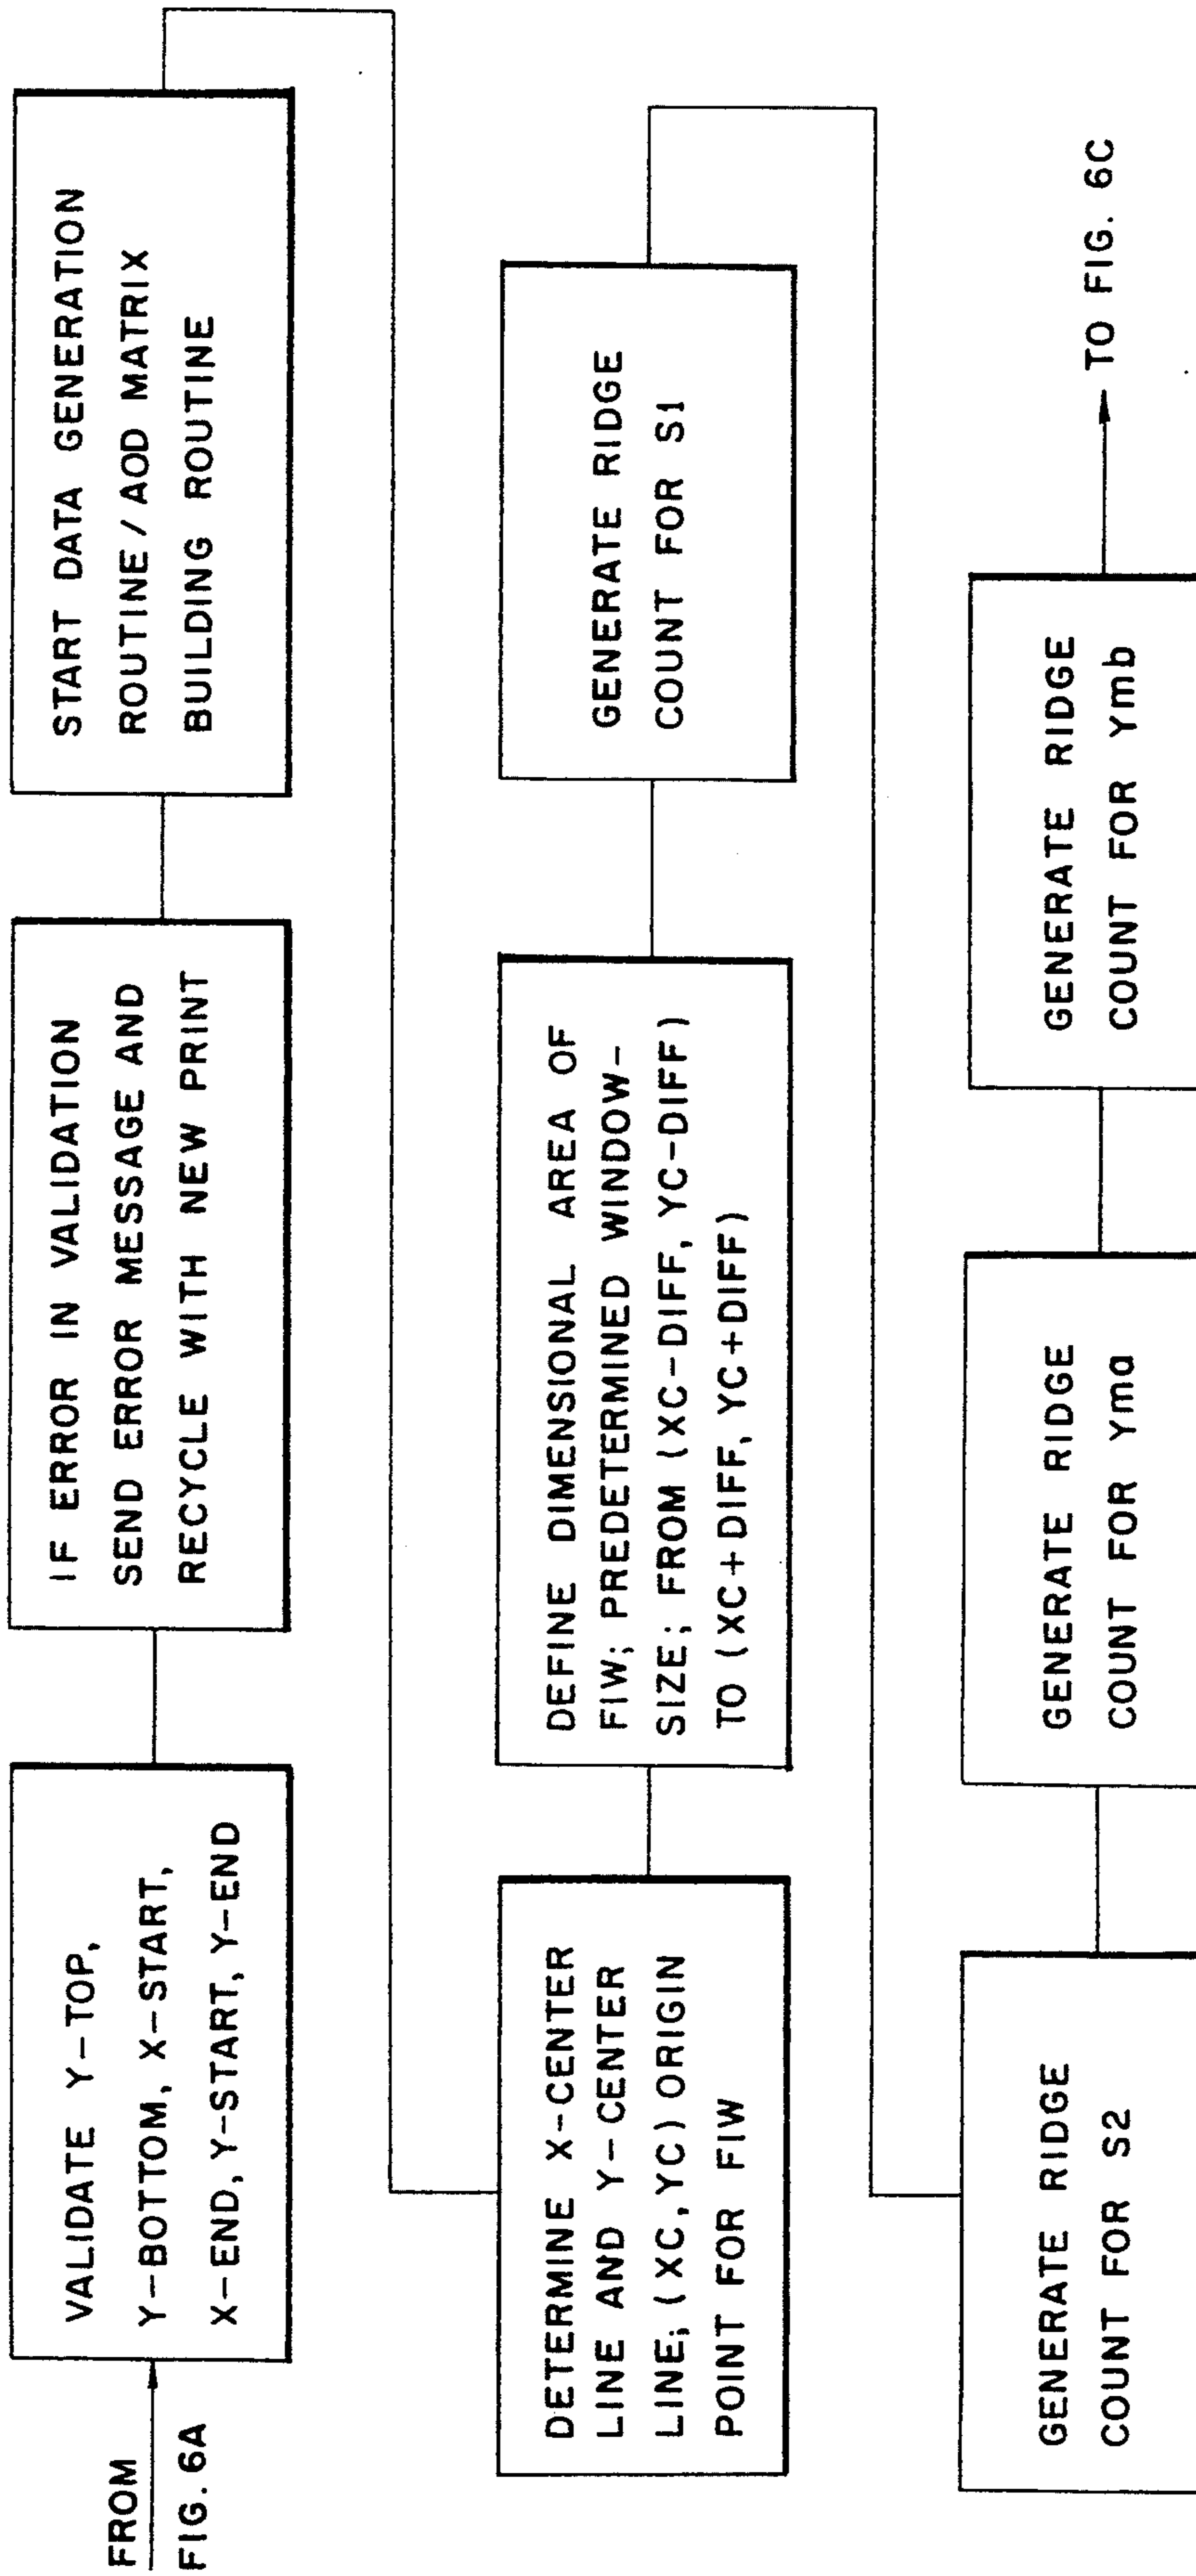 FROM
FIG. 6A
VALIDATE Y-TOP,
Y-BOTTOM, X-START,
X-END, Y-START, Y-END
IF ERROR IN VALIDATION
SEND ERROR MESSAGE AND
RECYCLE WITH NEW PRINT
START DATA GENERATION
ROUTINE / AOD MATRIX
BUILDING ROUTINE
DETERMINE X-CENTER
LINE AND Y-CENTER
LINE; (XC, YC) ORIGIN
POINT FOR FIW
DEFINE DIMENSIONAL AREA OF
FIW; PREDETERMINED WINDOW-
SIZE; FROM (XC-DIFF, YC-DIFF)
TO (XC+DIFF, YC+DIFF)
GENERATE RIDGE
COUNT FOR S1
GENERATE RIDGE
COUNT FOR S2
GENERATE RIDGE
COUNT FOR Yma
GENERATE RIDGE
COUNT FOR Ymb
TO FIG. 6C